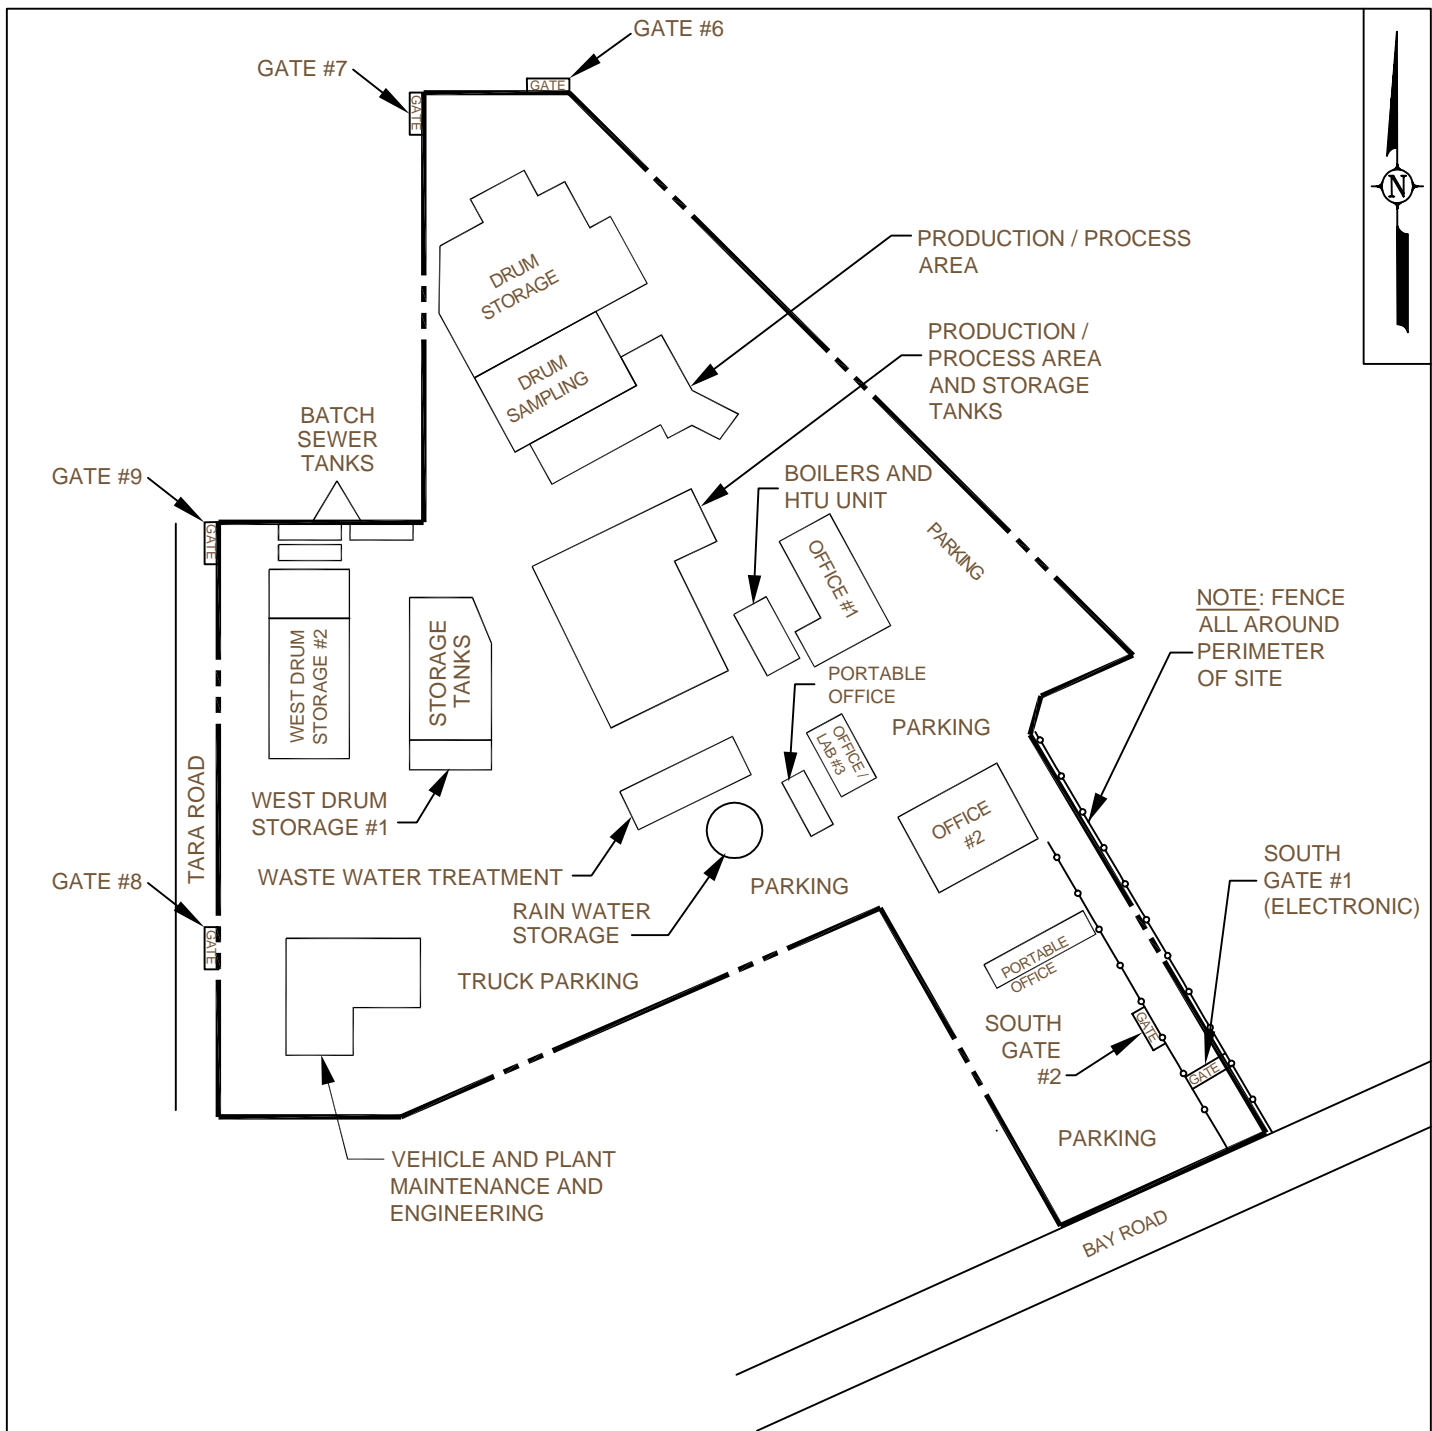 GATE #6
GATE #7
GATE
GATE
N
PRODUCTION / PROCESS
AREA
DRUM
STORAGE
PRODUCTION /
PROCESS AREA
AND STORAGE
TANKS
DRUM
SAMPLING
BATCH
SEWER
TANKS
GATE #9
GATE
BOILERS AND
HTU UNIT
PARKING
OFFICE #1
NOTE: FENCE
ALL AROUND
PERIMETER
OF SITE
WEST DRUM
STORAGE #2
STORAGE
TANKS
PORTABLE
OFFICE
PARKING
OFFICE /
LAB #3
TARA ROAD
WEST DRUM
STORAGE #1
OFFICE
#2
SOUTH
GATE #1
(ELECTRONIC)
GATE #8
GATE
WASTE WATER TREATMENT
PARKING
RAIN WATER
STORAGE
PORTABLE
OFFICE
TRUCK PARKING
SOUTH
GATE
#2
GATE
GATE
PARKING
VEHICLE AND PLANT
MAINTENANCE AND
ENGINEERING
BAY ROAD